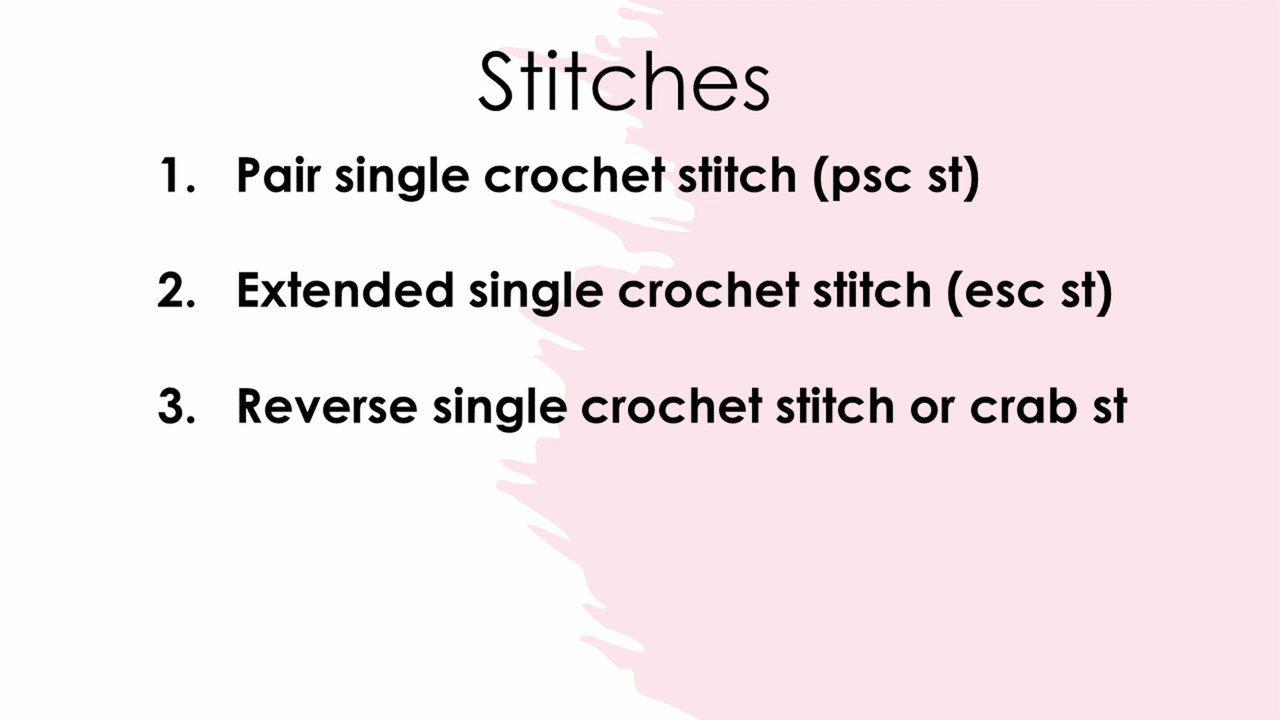 Stitches
1. Pair single crochet stitch (psc st)
2. Extended single crochet stitch (esc st)
3. Reverse single crochet stitch or crab st